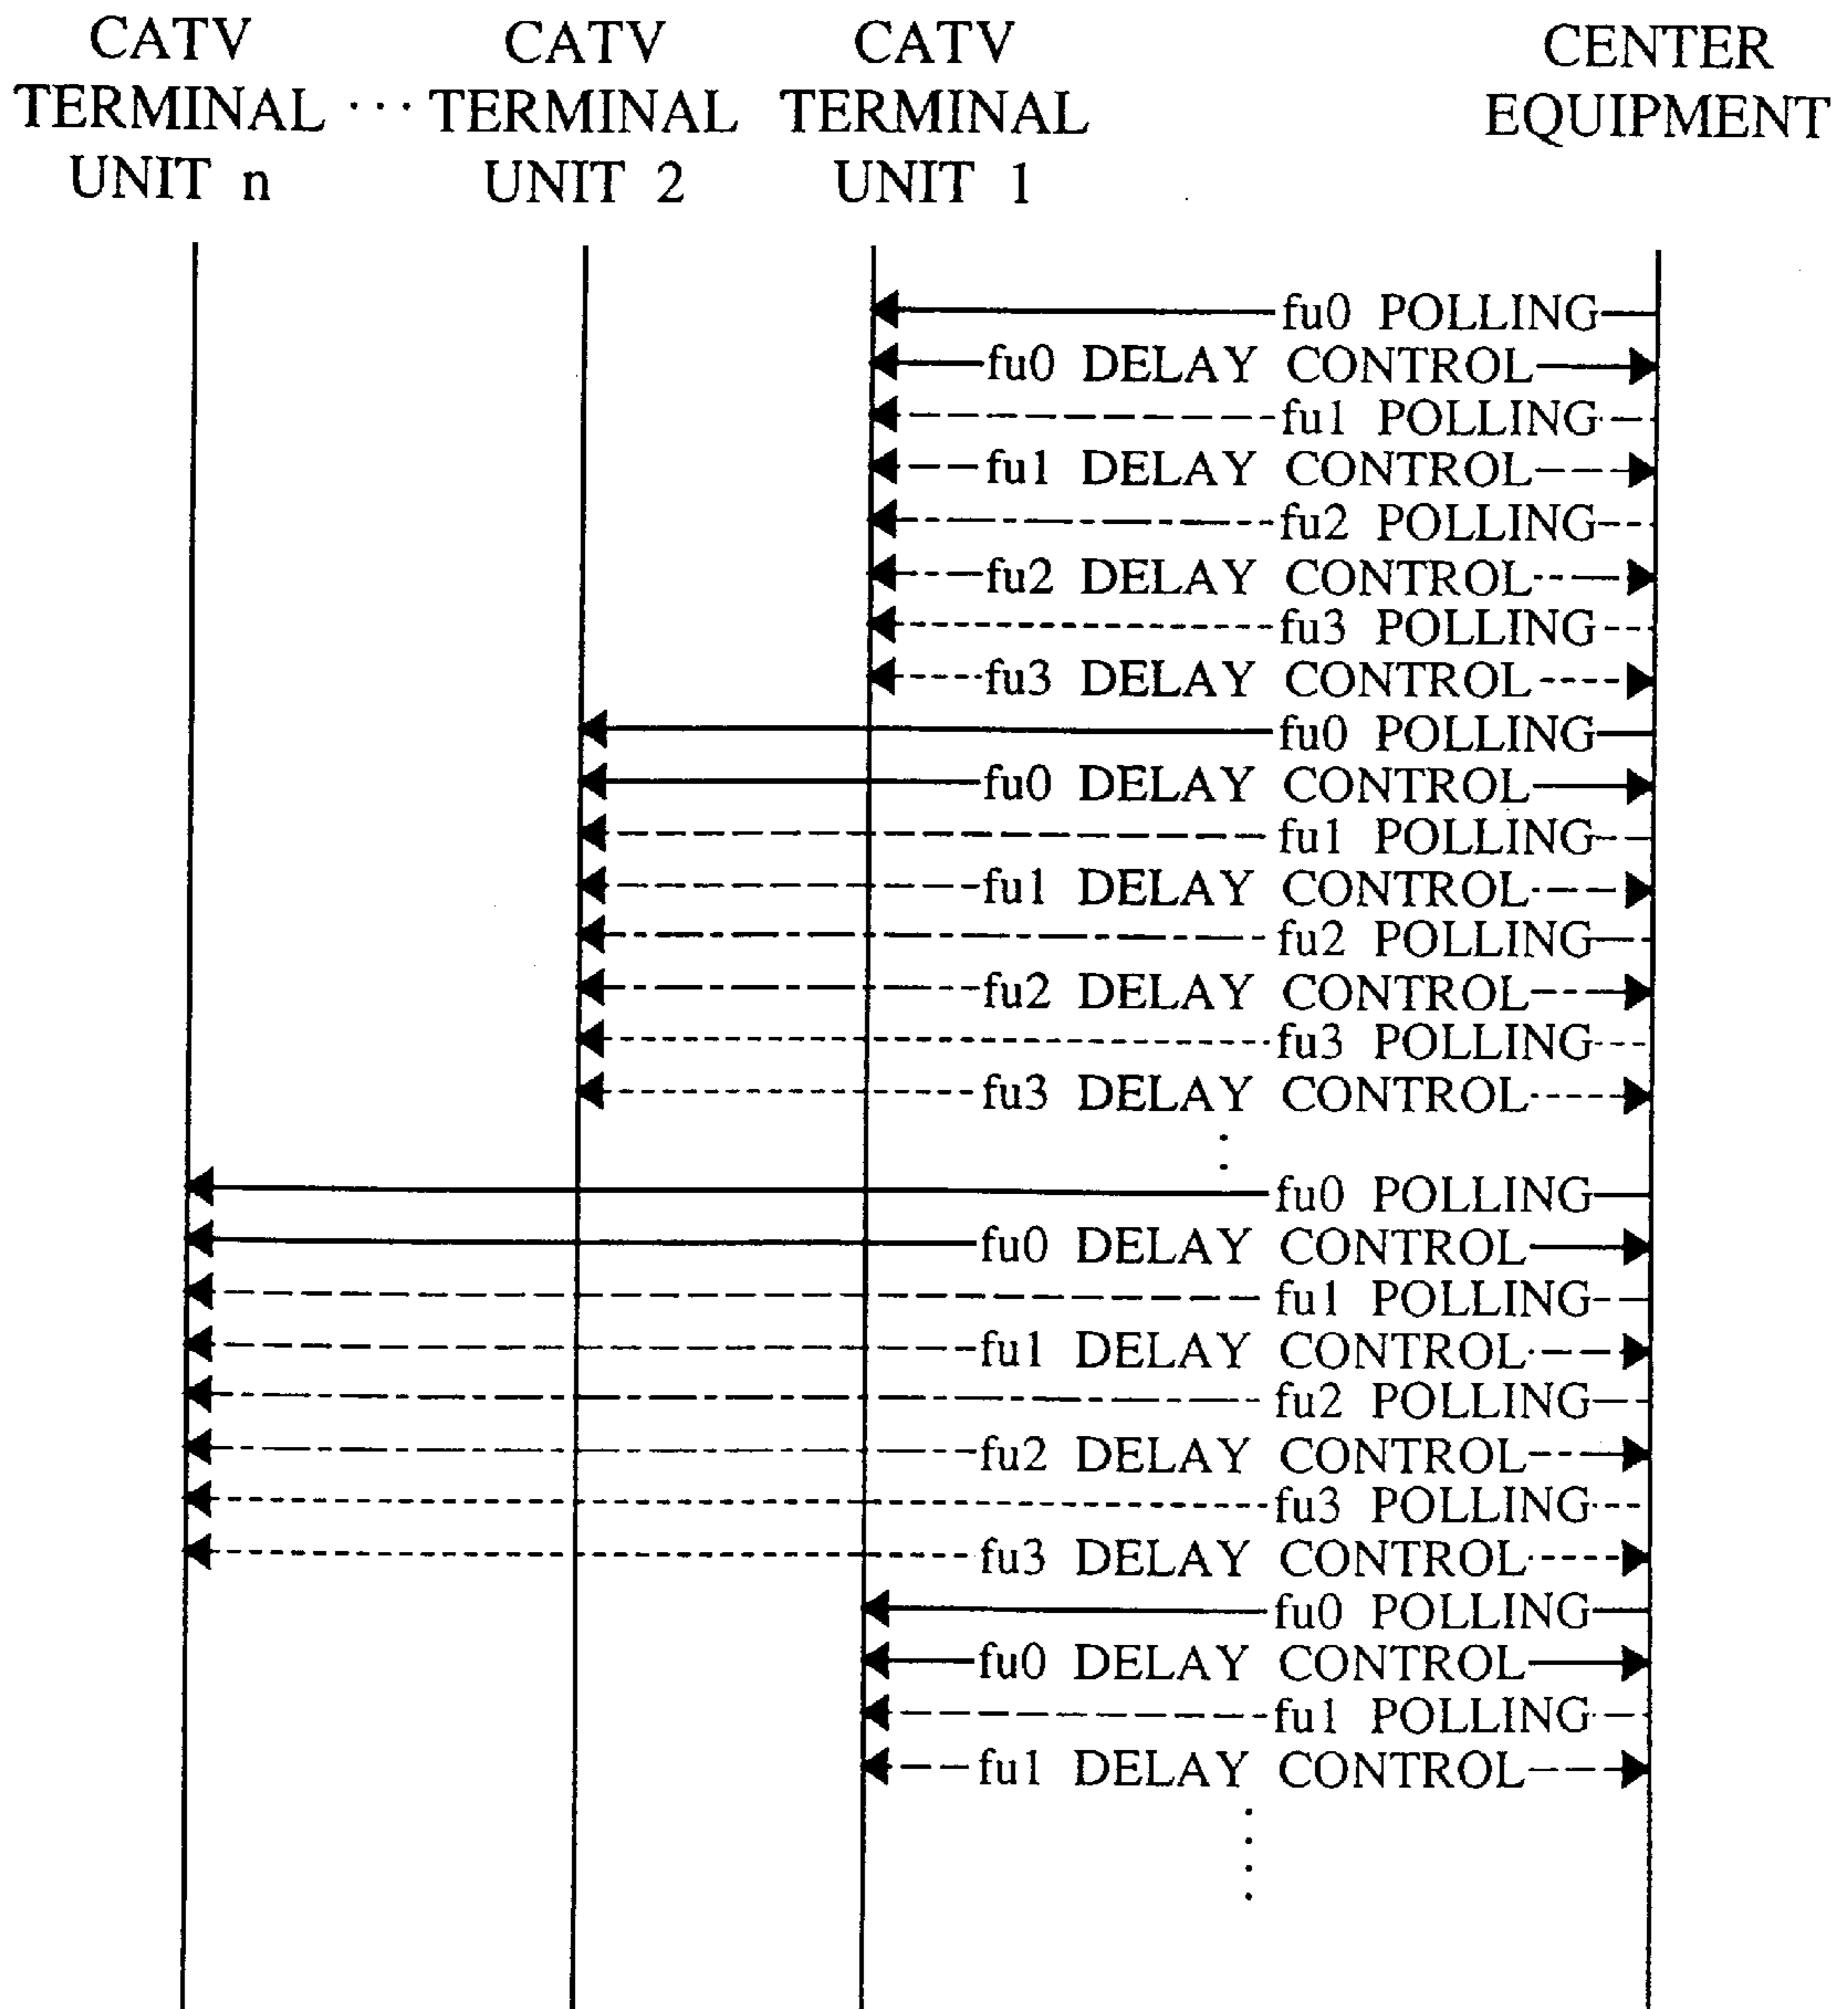 CATV
TERMINAL
UNIT n
...
CATV
TERMINAL
UNIT 2
CATV
TERMINAL
UNIT 1
CENTER
EQUIPMENT
fu0 POLLING
fu0 DELAY CONTROL
fu1 POLLING
fu1 DELAY CONTROL
fu2 POLLING
fu2 DELAY CONTROL
fu3 POLLING
fu3 DELAY CONTROL
fu0 POLLING
fu0 DELAY CONTROL
fu1 POLLING
fu1 DELAY CONTROL
fu2 POLLING
fu2 DELAY CONTROL
fu3 POLLING
fu3 DELAY CONTROL
fu0 POLLING
fu0 DELAY CONTROL
fu1 POLLING
fu1 DELAY CONTROL
fu2 POLLING
fu2 DELAY CONTROL
fu3 POLLING
fu3 DELAY CONTROL
fu0 POLLING
fu0 DELAY CONTROL
fu1 POLLING
fu1 DELAY CONTROL